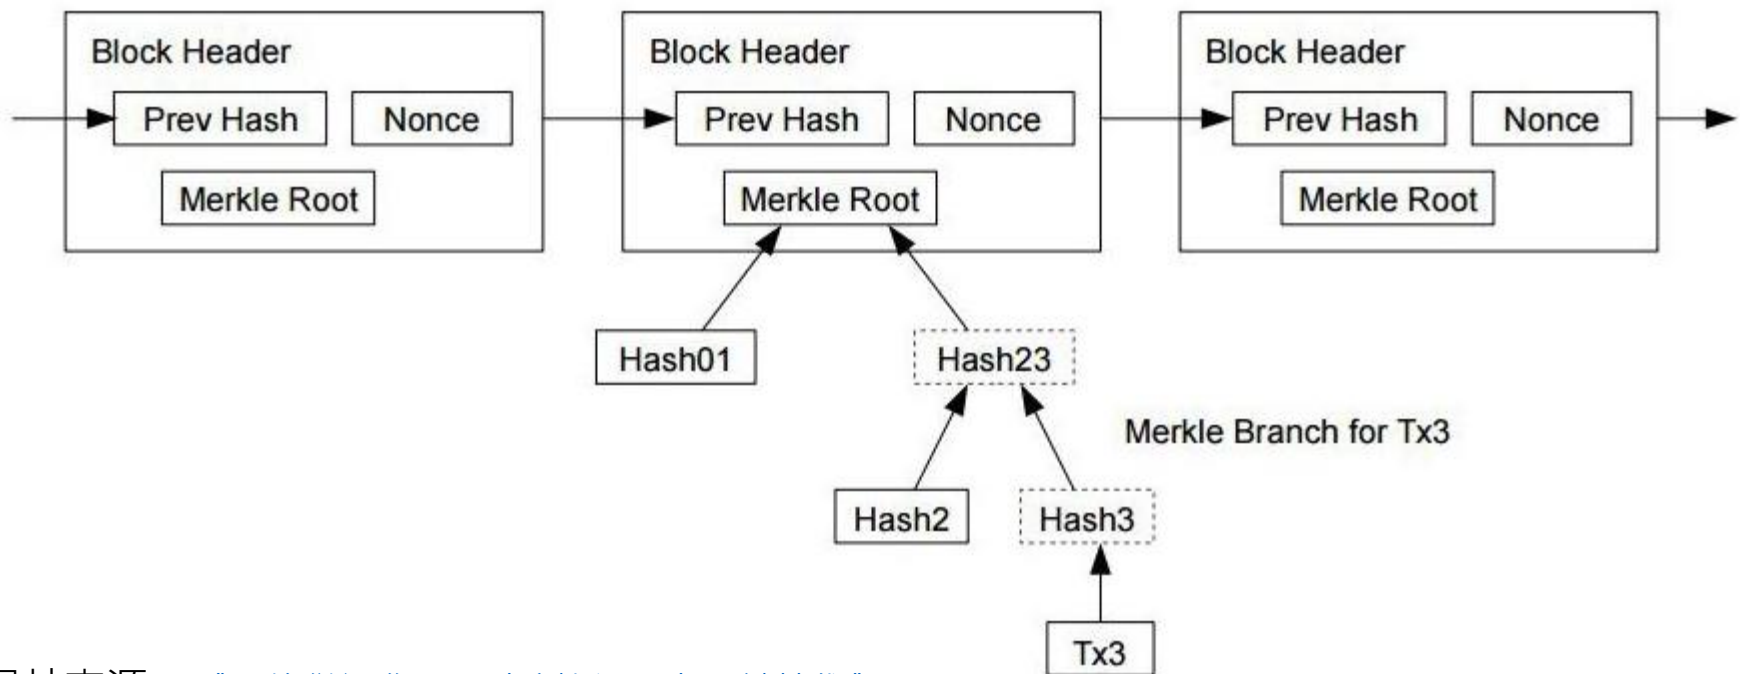 Block Header
Block Header
Block Header
Prev Hash
Nonce
Prev Hash
Nonce
Prev Hash
Nonce
Merkle Root
Merkle Root
Merkle Root
Hash01
Hash23
Merkle Branch for Tx3
Hash2
Hash3
Tx3